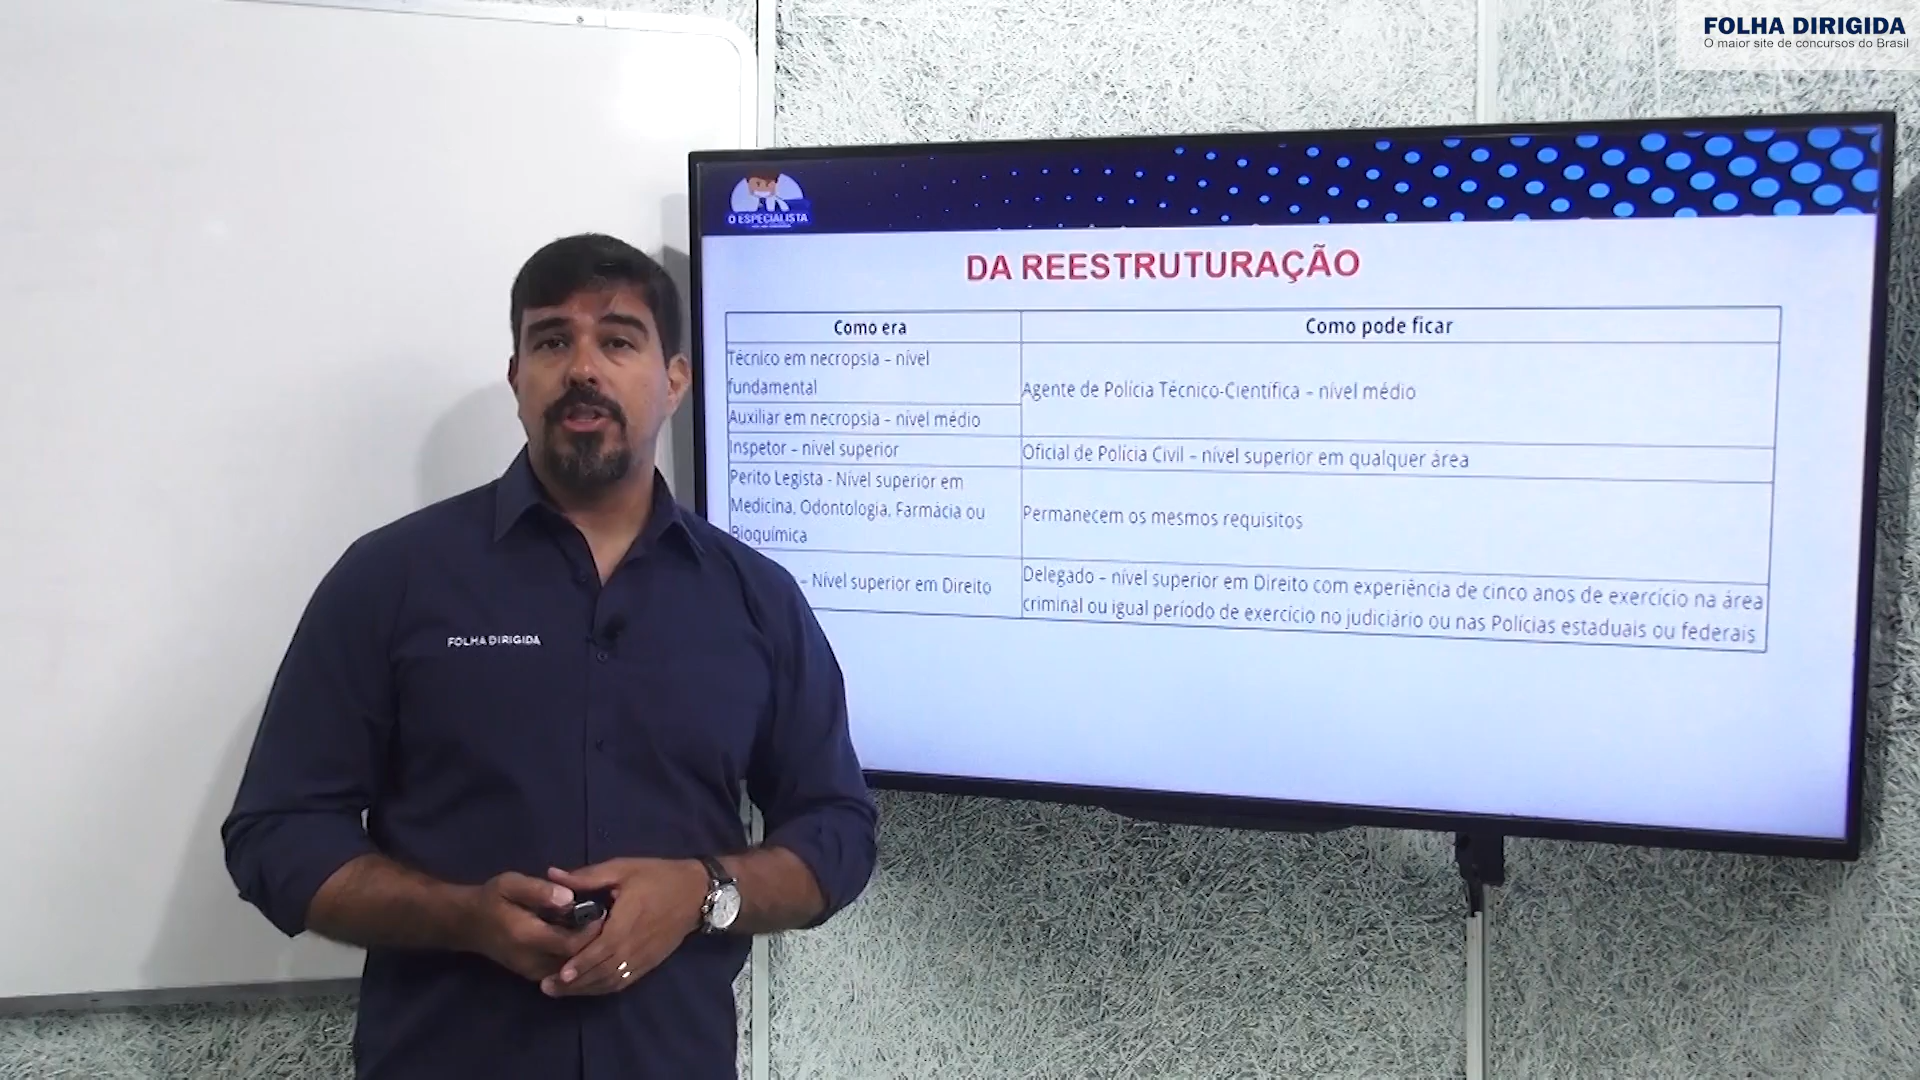 FOLHA DIRIGIDA
O maior site de concursos do Brasil
O ESPECIALISTA
DA REESTRUTURAÇÃO
Como era
Como pode ficar
Técnico em necropsia – nível
fundamental
Agente de Polícia Técnico-Científica – nível médio
Auxiliar em necropsia – nível médio
Inspetor – nível superior
Oficial de Polícia Civil – nível superior em qualquer área
Perito Legista - Nível superior em
Medicina, Odontologia, Farmácia ou
Bioquímica
Permanecem os mesmos requisitos
– Nível superior em Direito
Delegado – nível superior em Direito com experiência de cinco anos de exercício na área
criminal ou igual período de exercício no judiciário ou nas Polícias estaduais ou federais
FOLHA DIRIGIDA